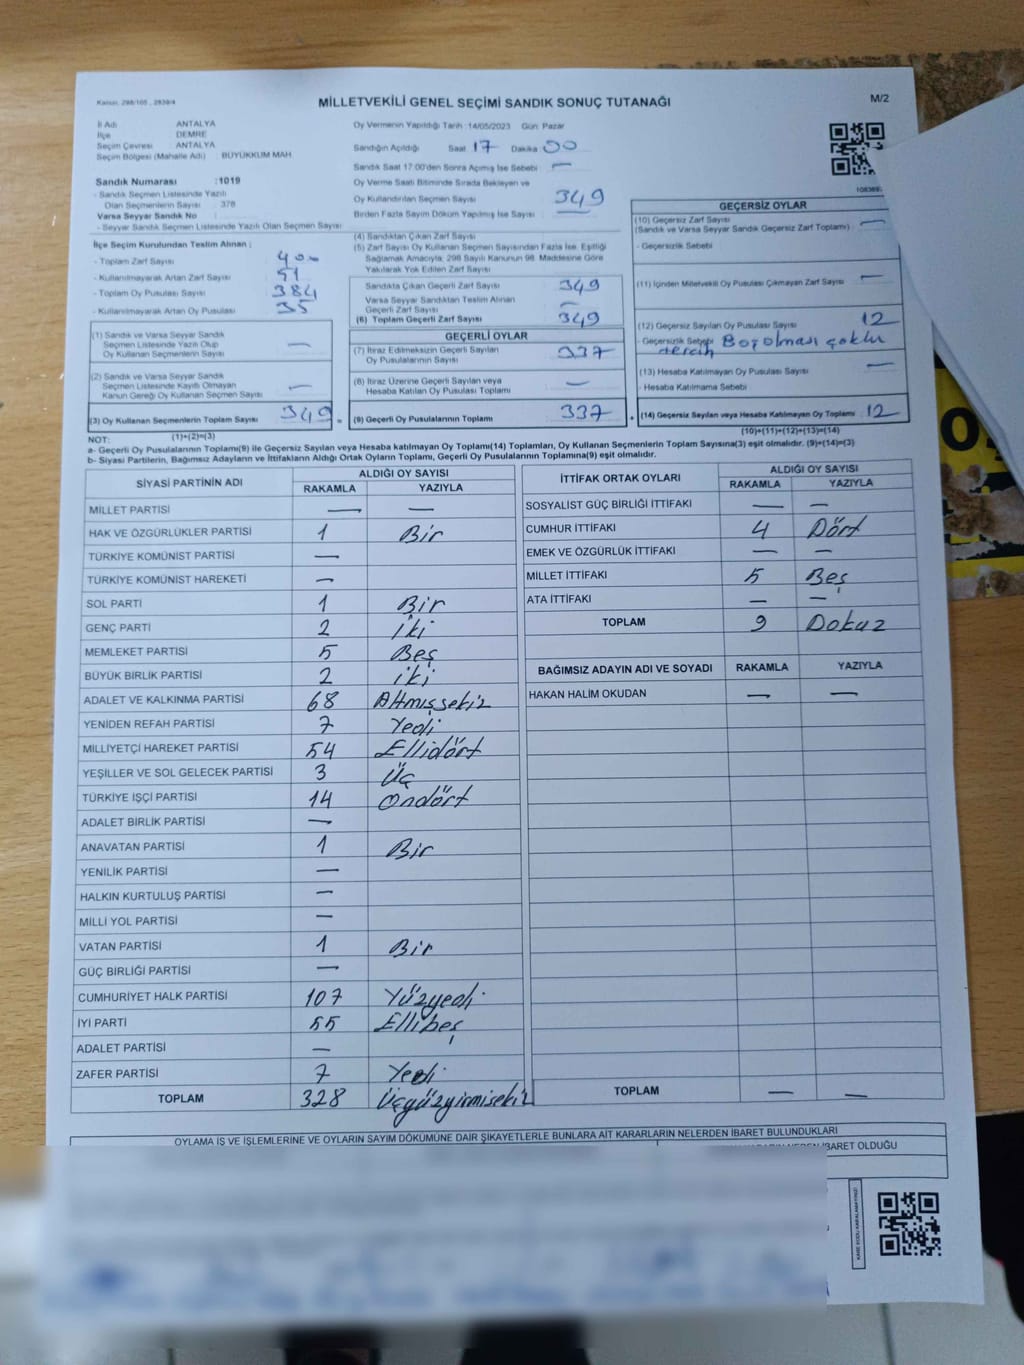 Kanun: 298/105 , 2839/4
MİLLETVEKİLİ GENEL SEÇİMİ SANDIK SONUÇ TUTANAĞI
M/2
İl Adı : ANTALYA
İlçe : DEMRE
Seçim Çevresi : ANTALYA
Seçim Bölgesi (Mahalle Adı) : BÜYÜKKUM MAH
Sandık Numarası : 1019
- Sandık Seçmen Listesinde Yazılı
Olan Seçmenlerin Sayısı : 378
Varsa Seyyar Sandık No
- Seyyar Sandık Seçmen Listesinde Yazılı Olan Seçmen Sayısı
İlçe Seçim Kurulundan Teslim Alınan :
- Toplam Zarf Sayısı 400
- Kullanılmayarak Artan Zarf Sayısı 51
- Toplam Oy Pusulası Sayısı 384
- Kullanılmayarak Artan Oy Pusulası 35
Oy Vermenin Yapıldığı Tarih :14/05/2023 Gün: Pazar
Sandığın Açıldığı Saat 17 Dakika 00
Sandık Saat 17:00'den Sonra Açılmış İse Sebebi —
Oy Verme Saati Bitiminde Sırada Bekleyen ve
Oy Kullandırılan Seçmen Sayısı 349
Birden Fazla Sayım Döküm Yapılmış İse Sayısı —
(4) Sandıktan Çıkan Zarf Sayısı
(5) Zarf Sayısı Oy Kullanan Seçmen Sayısından Fazla İse, Eşitliği
Sağlamak Amacıyla, 298 Sayılı Kanunun 98. Maddesine Göre
Yakılarak Yok Edilen Zarf Sayısı
Sandıkta Çıkan Geçerli Zarf Sayısı 349
Varsa Seyyar Sandıktan Teslim Alınan
Geçerli Zarf Sayısı —
(6) Toplam Geçerli Zarf Sayısı 349
GEÇERSİZ OYLAR
(10) Geçersiz Zarf Sayısı —
(Sandık ve Varsa Seyyar Sandık Geçersiz Zarf Toplamı)
- Geçersizlik Sebebi
(11) İçinden Milletvekili Oy Pusulası Çıkmayan Zarf Sayısı —
(12) Geçersiz Sayılan Oy Pusulası Sayısı 12
- Geçersizlik Sebebi Boş olması çoklu
tercih
(13) Hesaba Katılmayan Oy Pusulası Sayısı —
- Hesaba Katılmama Sebebi
(1) Sandık ve Varsa Seyyar Sandık
Seçmen Listesinde Yazılı Olup
Oy Kullanan Seçmenlerin Sayısı —
(2) Sandık ve Varsa Seyyar Sandık
Seçmen Listesinde Kayıtlı Olmayan
Kanun Gereği Oy Kullanan Seçmen Sayısı —
GEÇERLİ OYLAR
(7) İtiraz Edilmeksizin Geçerli Sayılan
Oy Pusulalarının Sayısı 337
(8) İtiraz Üzerine Geçerli Sayılan veya
Hesaba Katılan Oy Pusulası Toplamı —
(3) Oy Kullanan Seçmenlerin Toplam Sayısı 349 = (9) Geçerli Oy Pusulalarının Toplamı 337 + (14) Geçersiz Sayılan veya Hesaba Katılmayan Oy Toplamı 12
NOT: (1)+(2)=(3) (10)+(11)+(12)+(13)=(14)
a- Geçerli Oy Pusulalarının Toplamı(9) ile Geçersiz Sayılan veya Hesaba katılmayan Oy Toplamı(14) Toplamları, Oy Kullanan Seçmenlerin Toplam Sayısına(3) eşit olmalıdır. (9)+(14)=(3)
b- Siyasi Partilerin, Bağımsız Adayların ve İttifakların Aldığı Ortak Oyların Toplamı, Geçerli Oy Pusulalarının Toplamına(9) eşit olmalıdır.
SİYASİ PARTİNİN ADI ALDIĞI OY SAYISI
RAKAMLA YAZIYLA
MİLLET PARTİSİ — —
HAK VE ÖZGÜRLÜKLER PARTİSİ 1 Bir
TÜRKİYE KOMÜNİST PARTİSİ —
TÜRKİYE KOMÜNİST HAREKETİ —
SOL PARTİ 1 Bir
GENÇ PARTİ 2 İki
MEMLEKET PARTİSİ 5 Beş
BÜYÜK BİRLİK PARTİSİ 2 iki
ADALET VE KALKINMA PARTİSİ 68 Altmışsekiz
YENİDEN REFAH PARTİSİ 7 Yedi
MİLLİYETÇİ HAREKET PARTİSİ 54 Ellidört
YEŞİLLER VE SOL GELECEK PARTİSİ 3 Üç
TÜRKİYE İŞÇİ PARTİSİ 14 Ondört
ADALET BİRLİK PARTİSİ —
ANAVATAN PARTİSİ 1 Bir
YENİLİK PARTİSİ —
HALKIN KURTULUŞ PARTİSİ —
MİLLİ YOL PARTİSİ —
VATAN PARTİSİ 1 Bir
GÜÇ BİRLİĞİ PARTİSİ —
CUMHURİYET HALK PARTİSİ 107 Yüzyedi
İYİ PARTİ 55 Ellibeş
ADALET PARTİSİ —
ZAFER PARTİSİ 7 Yedi
TOPLAM 328 Üçyüzyirmisekiz
İTTİFAK ORTAK OYLARI ALDIĞI OY SAYISI
RAKAMLA YAZIYLA
SOSYALİST GÜÇ BİRLİĞİ İTTİFAKI — —
CUMHUR İTTİFAKI 4 Dört
EMEK VE ÖZGÜRLÜK İTTİFAKI — —
MİLLET İTTİFAKI 5 Beş
ATA İTTİFAKI — —
TOPLAM 9 Dokuz
BAĞIMSIZ ADAYIN ADI VE SOYADI RAKAMLA YAZIYLA
HAKAN HALİM OKUDAN — —
TOPLAM — —
OYLAMA İŞ VE İŞLEMLERİNE VE OYLARIN SAYIM DÖKÜMÜNE DAİR ŞİKAYETLERLE BUNLARA AİT KARARLARIN NELERDEN İBARET BULUNDUKLARI
İBARET OLDUĞU